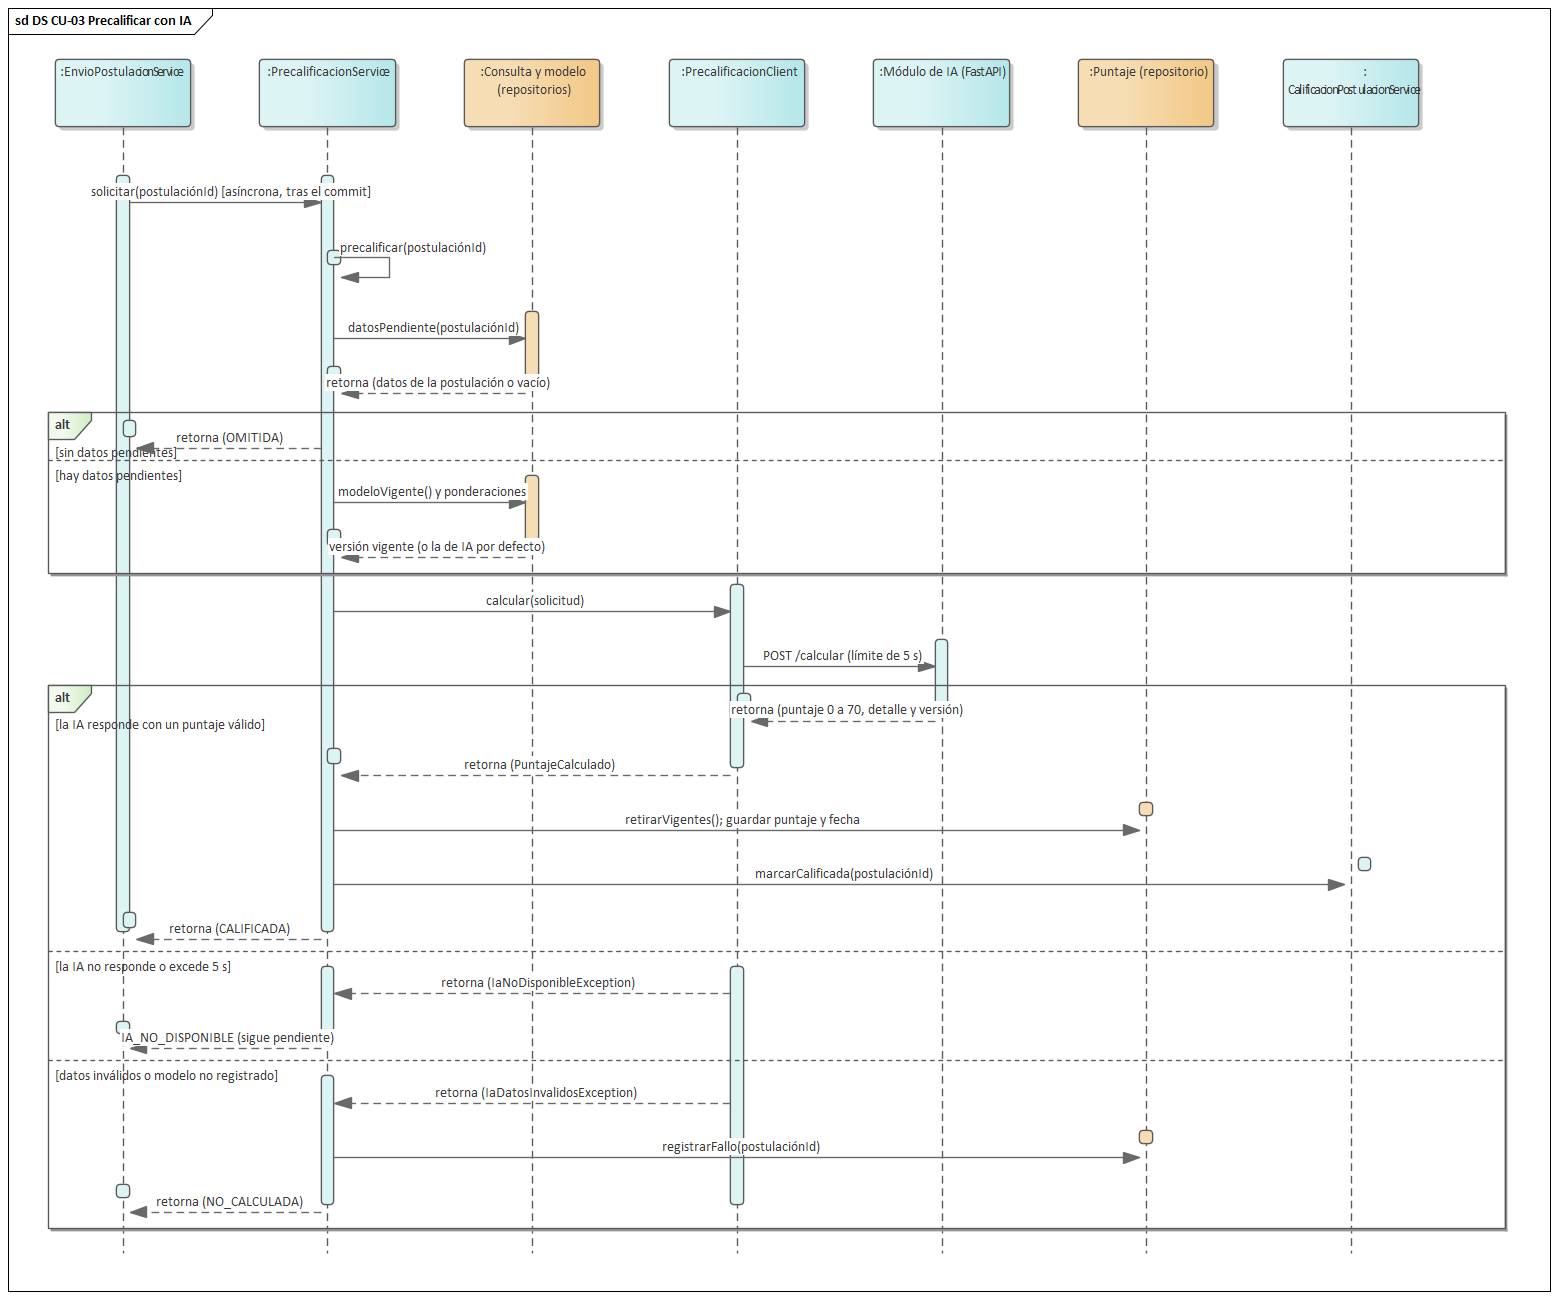 sd DS CU-03 Precalificar con IA
:EnvioPostulacionService
:PrecalificacionService
:Consulta y modelo
(repositorios)
:PrecalificacionClient
:Módulo de IA (FastAPI)
:Puntaje (repositorio)
:
CalificacionPostulacionService
solicitar(postulaciónId) [asíncrona, tras el commit]
precalificar(postulaciónId)
datosPendiente(postulaciónId)
retorna (datos de la postulación o vacío)
alt
retorna (OMITIDA)
[sin datos pendientes]
[hay datos pendientes]
modeloVigente() y ponderaciones
versión vigente (o la de IA por defecto)
calcular(solicitud)
POST /calcular (límite de 5 s)
alt
retorna (puntaje 0 a 70, detalle y versión)
[la IA responde con un puntaje válido]
retorna (PuntajeCalculado)
retirarVigentes(); guardar puntaje y fecha
marcarCalificada(postulaciónId)
retorna (CALIFICADA)
[la IA no responde o excede 5 s]
retorna (IaNoDisponibleException)
IA_NO_DISPONIBLE (sigue pendiente)
[datos inválidos o modelo no registrado]
retorna (IaDatosInvalidosException)
registrarFallo(postulaciónId)
retorna (NO_CALCULADA)